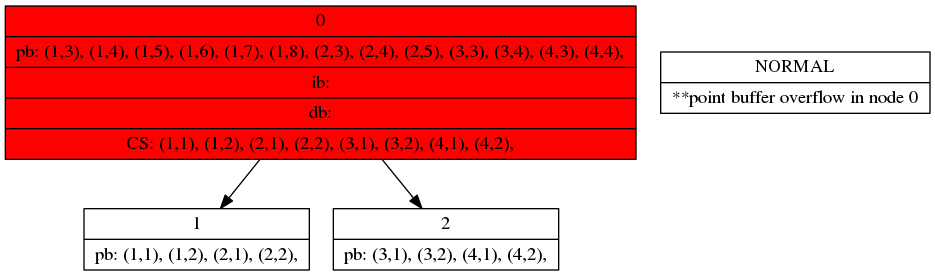 0
pb: (1,3), (1,4), (1,5), (1,6), (1,7), (1,8), (2,3), (2,4), (2,5), (3,3), (3,4), (4,3), (4,4),
ib:
db:
CS: (1,1), (1,2), (2,1), (2,2), (3,1), (3,2), (4,1), (4,2),
NORMAL
**point buffer overflow in node 0
1
pb: (1,1), (1,2), (2,1), (2,2),
2
pb: (3,1), (3,2), (4,1), (4,2),